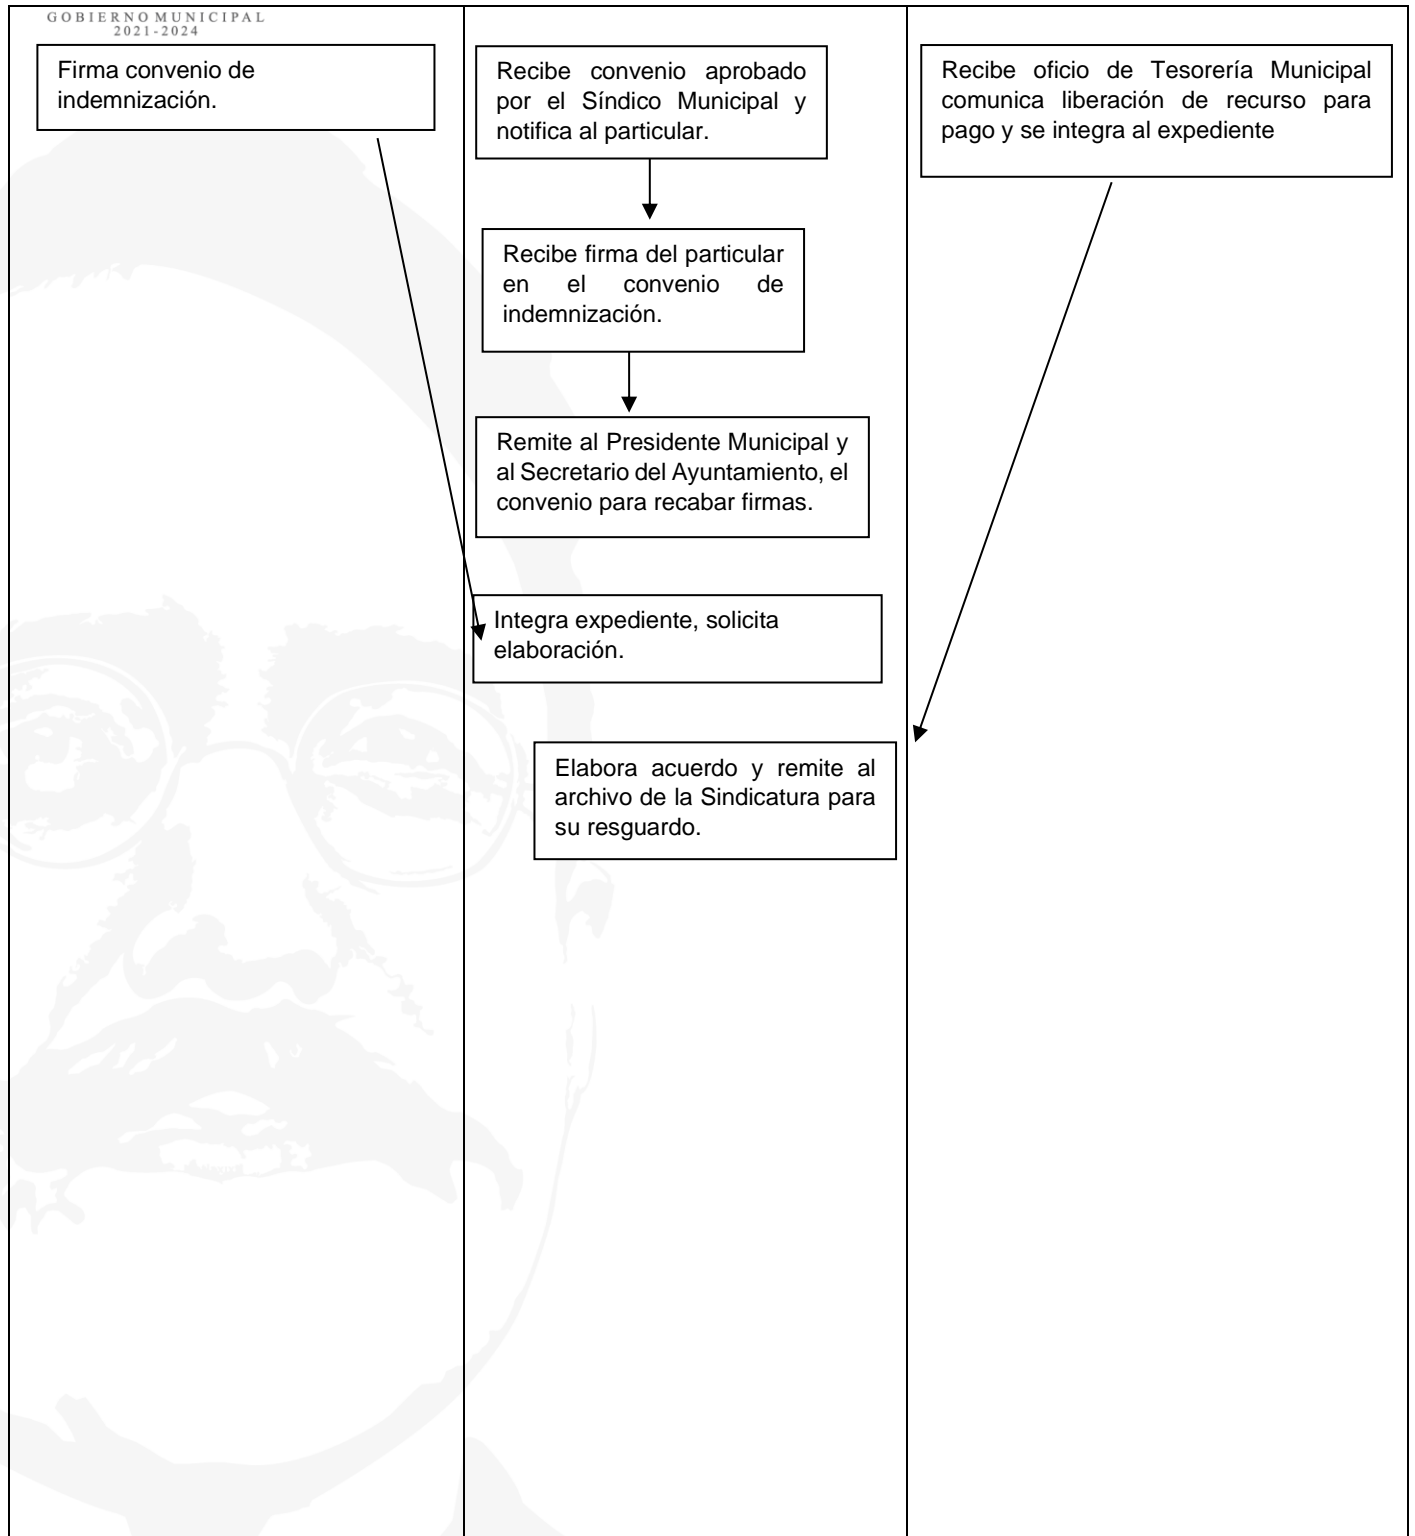 GOBIERNO MUNICIPAL
2021-2024
Firma convenio de
indemnización.
Recibe convenio aprobado
por el Síndico Municipal y
notifica al particular.
Recibe firma del particular
en el convenio de
indemnización.
Remite al Presidente Municipal y
al Secretario del Ayuntamiento, el
convenio para recabar firmas.
Integra expediente, solicita
elaboración.
Elabora acuerdo y remite al
archivo de la Sindicatura para
su resguardo.
Recibe oficio de Tesorería Municipal
comunica liberación de recurso para
pago y se integra al expediente